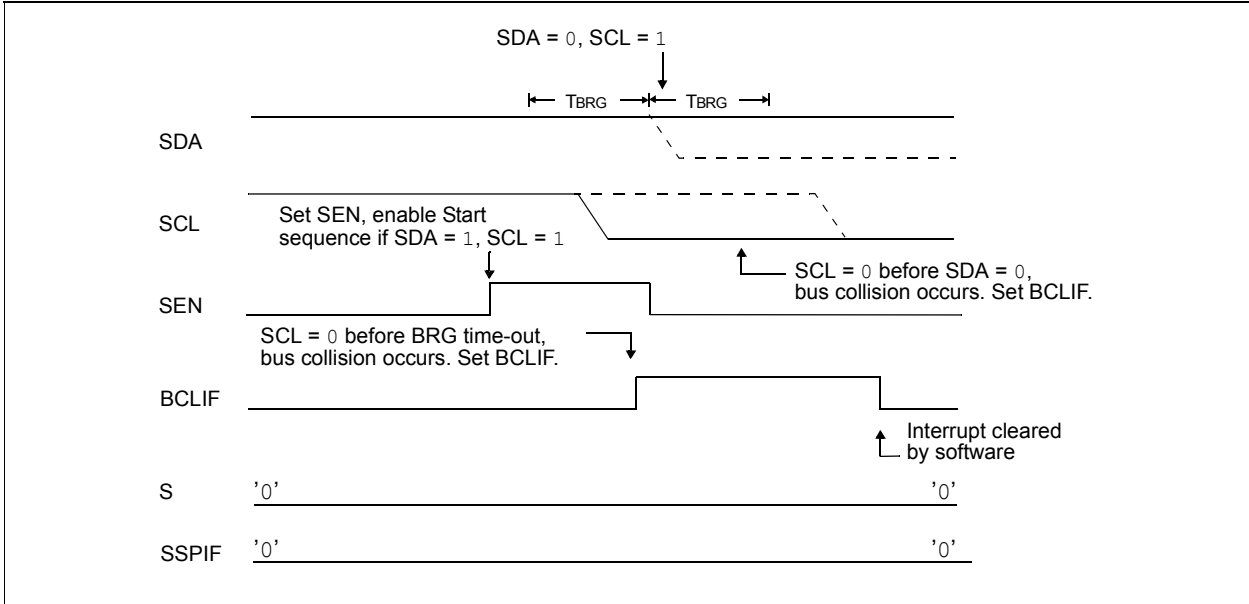 SDA = 0, SCL = 1
TBRG TBRG
SDA
SCL
Set SEN, enable Start
sequence if SDA = 1, SCL = 1
SCL = 0 before SDA = 0,
bus collision occurs. Set BCLIF.
SEN
SCL = 0 before BRG time-out,
bus collision occurs. Set BCLIF.
BCLIF
Interrupt cleared
by software
S '0' '0'
SSPIF '0' '0'